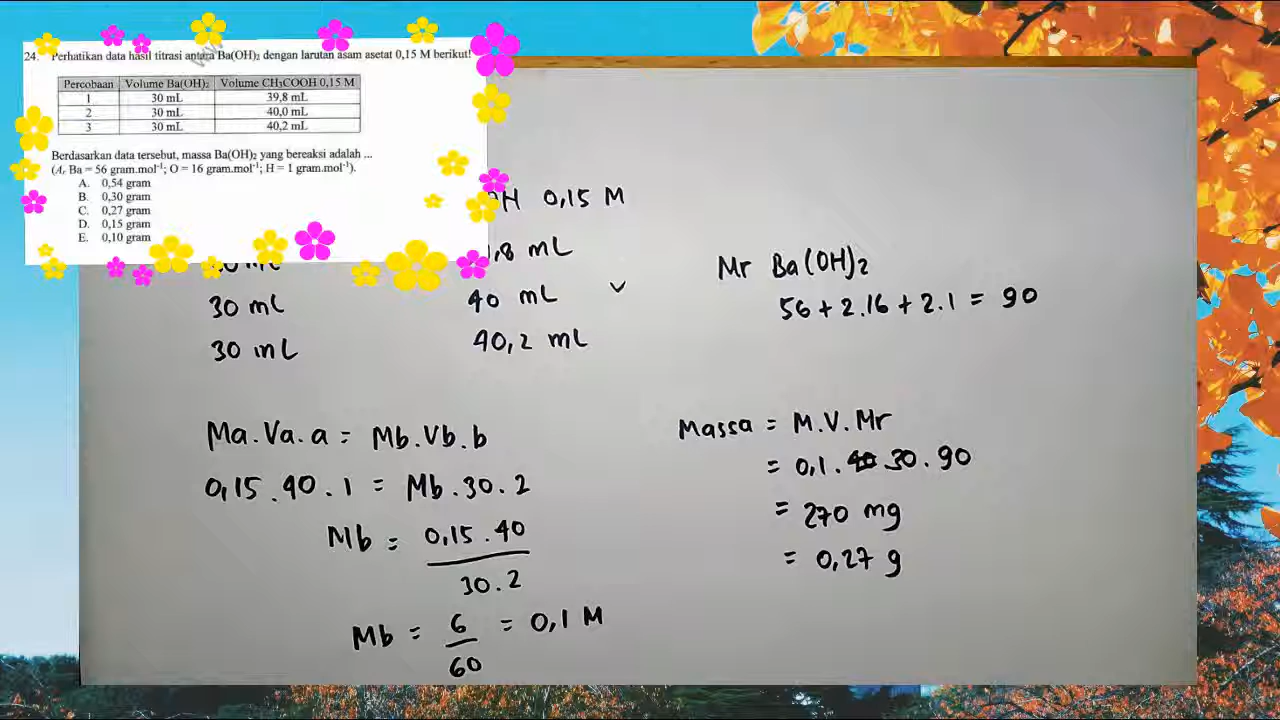 24. Perhatikan data hasil titrasi antara Ba(OH)₂ dengan larutan asam asetat 0,15 M berikut!
Percobaan Volume Ba(OH)₂ Volume CH₃COOH 0,15 M
1 30 mL 39,8 mL
2 30 mL 40,0 mL
3 30 mL 40,2 mL
Berdasarkan data tersebut, massa Ba(OH)₂ yang bereaksi adalah ...
(Aᵣ Ba = 56 gram.mol⁻¹; O = 16 gram.mol⁻¹; H = 1 gram.mol⁻¹).
A. 0,54 gram
B. 0,30 gram
C. 0,27 gram
D. 0,15 gram
E. 0,10 gram
OH 0,15 M
,8 mL
30 mL 40 mL ✓
30 mL 40,2 mL
Ma.Va.a = Mb.Vb.b
0,15.40.1 = Mb.30.2
Mb = 0,15.40
30.2
Mb = 6 = 0,1 M
60
Mr Ba(OH)₂
56 + 2.16 + 2.1 = 90
Massa = M.V.Mr
= 0,1. 30.90
= 270 mg
= 0,27 g